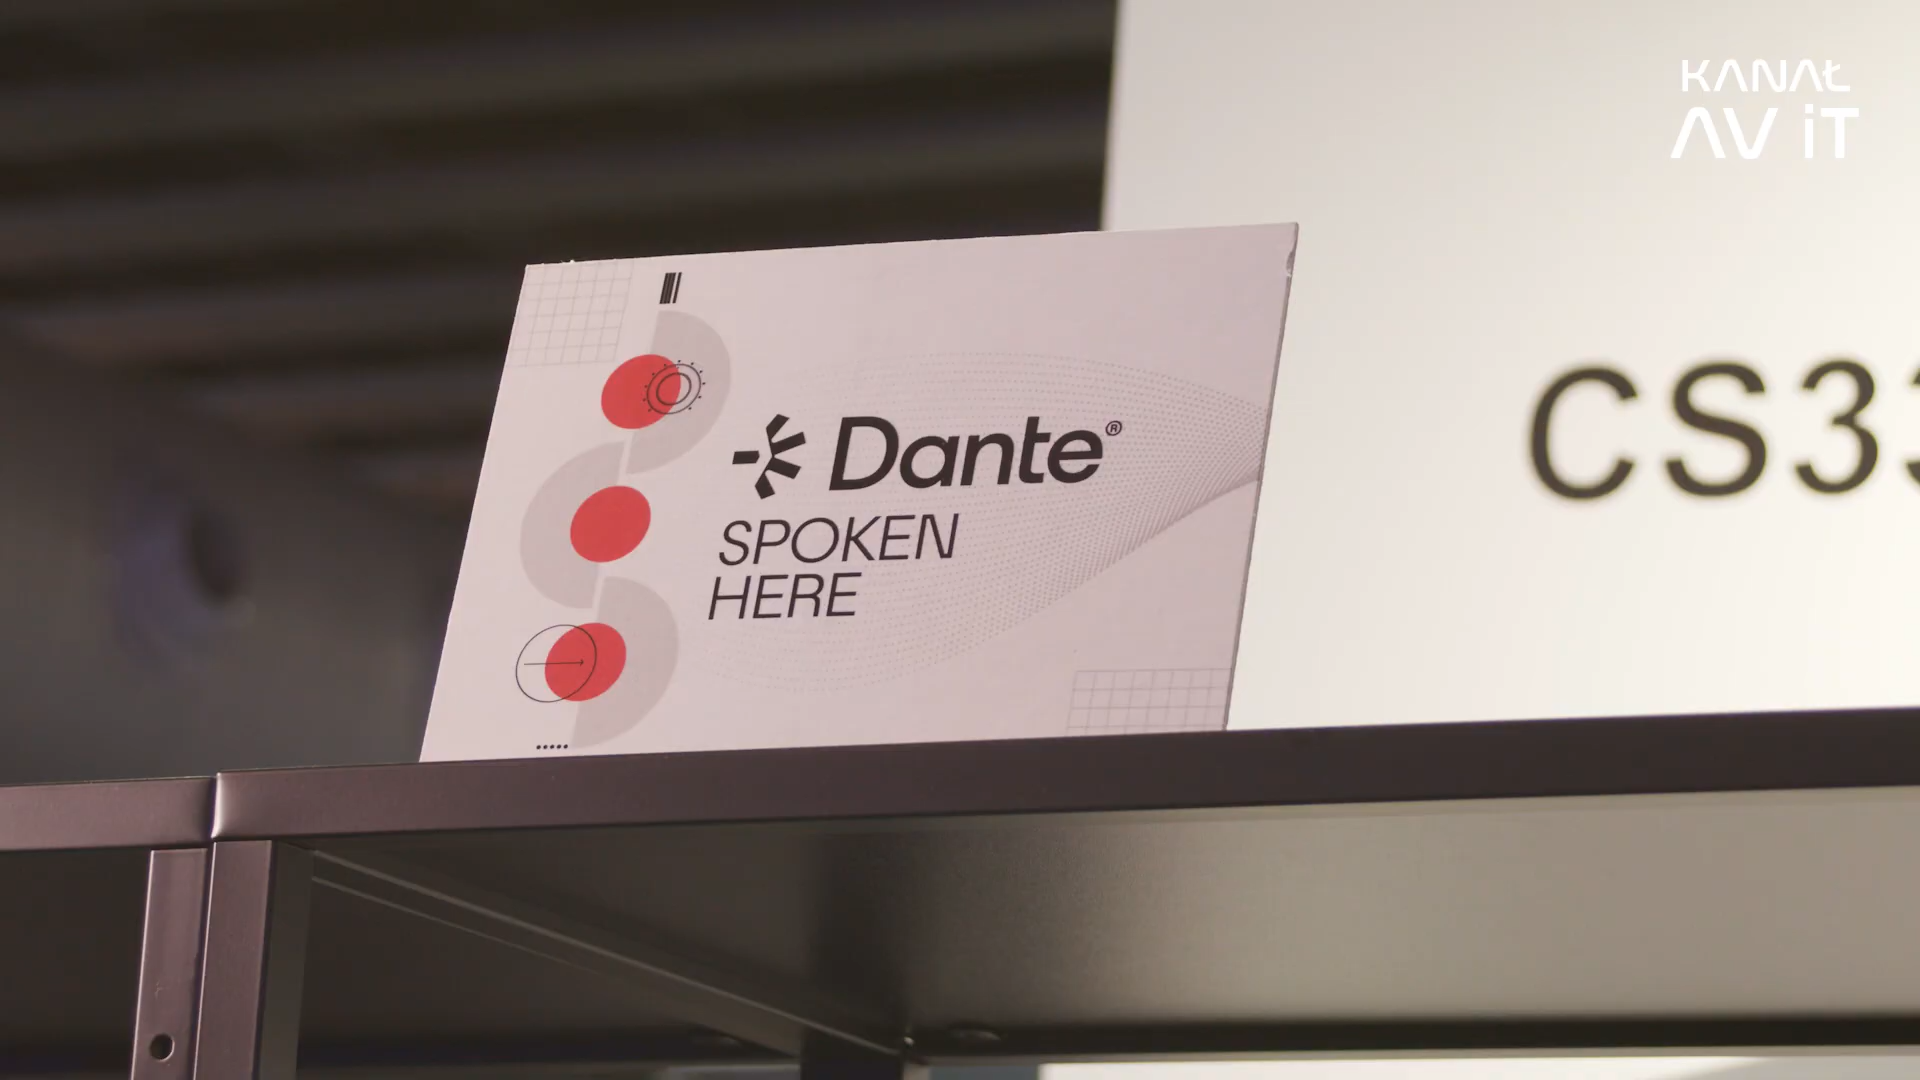 KANAŁ
AV iT
Dante®
SPOKEN
HERE
CS3